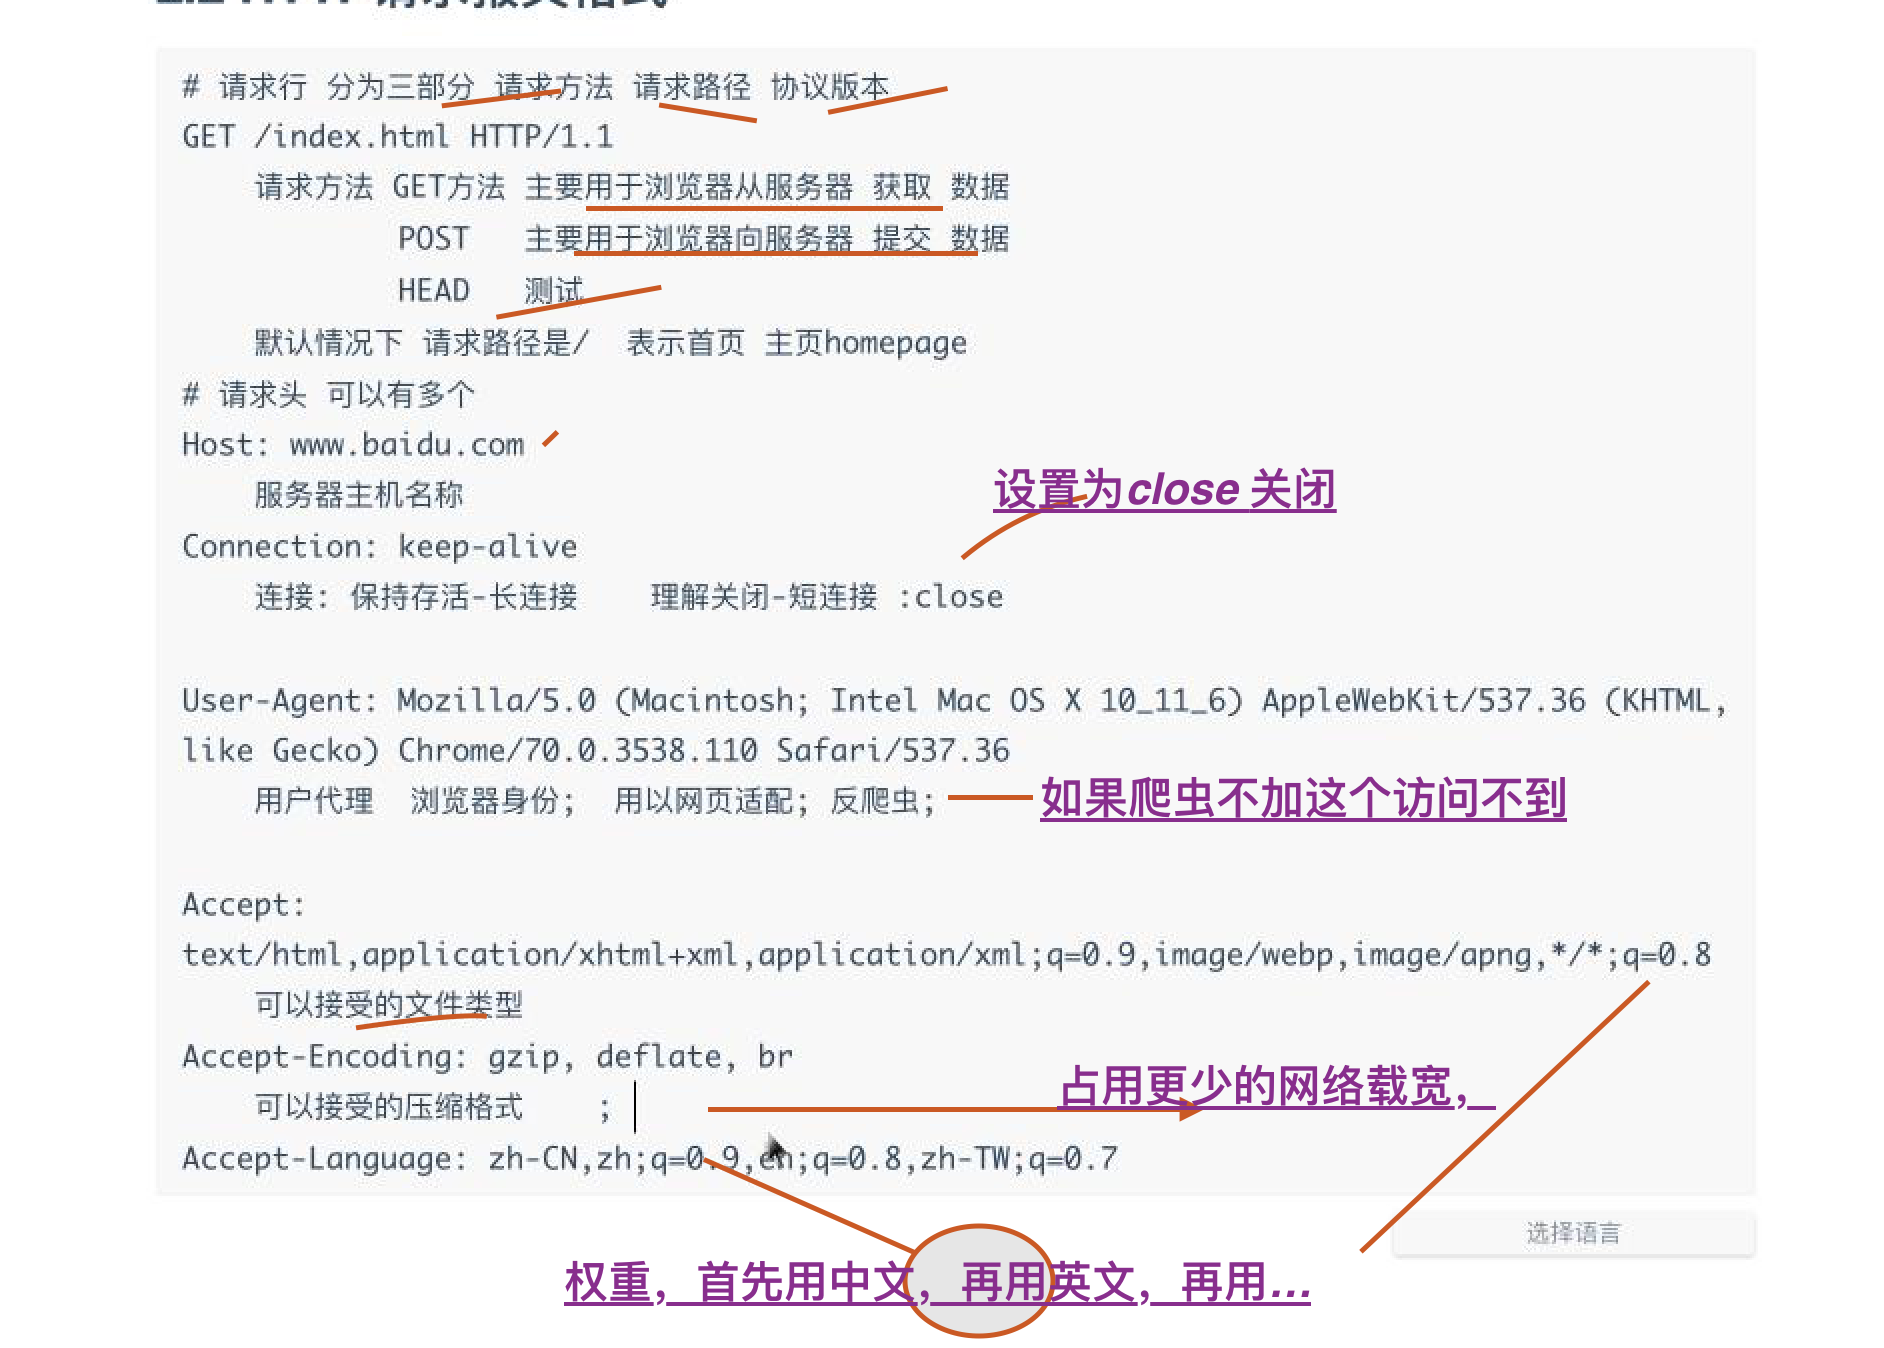 # 请求行 分为三部分 请求方法 请求路径 协议版本
GET /index.html HTTP/1.1
请求方法 GET方法 主要用于浏览器从服务器 获取 数据
POST 主要用于浏览器向服务器 提交 数据
HEAD 测试
默认情况下 请求路径是/ 表示首页 主页homepage
# 请求头 可以有多个
Host: www.baidu.com
服务器主机名称
设置为close 关闭
Connection: keep-alive
连接: 保持存活-长连接 理解关闭-短连接 :close
User-Agent: Mozilla/5.0 (Macintosh; Intel Mac OS X 10_11_6) AppleWebKit/537.36 (KHTML,
like Gecko) Chrome/70.0.3538.110 Safari/537.36
用户代理 浏览器身份; 用以网页适配; 反爬虫;
如果爬虫不加这个访问不到
Accept:
text/html,application/xhtml+xml,application/xml;q=0.9,image/webp,image/apng,*/*;q=0.8
可以接受的文件类型
Accept-Encoding: gzip, deflate, br
可以接受的压缩格式 ;
占用更少的网络载宽，
Accept-Language: zh-CN,zh;q=0.9,en;q=0.8,zh-TW;q=0.7
选择语言
权重，首先用中文，再用英文，再用...